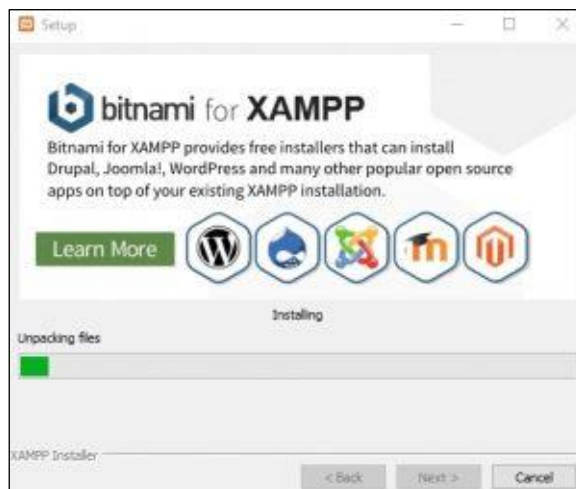 Setup
bitnami for XAMPP
Bitnami for XAMPP provides free installers that can install
Drupal, Joomla!, WordPress and many other popular open source
apps on top of your existing XAMPP installation.
Learn More
Installing
Unpacking files
XAMPP Installer
< Back Next > Cancel